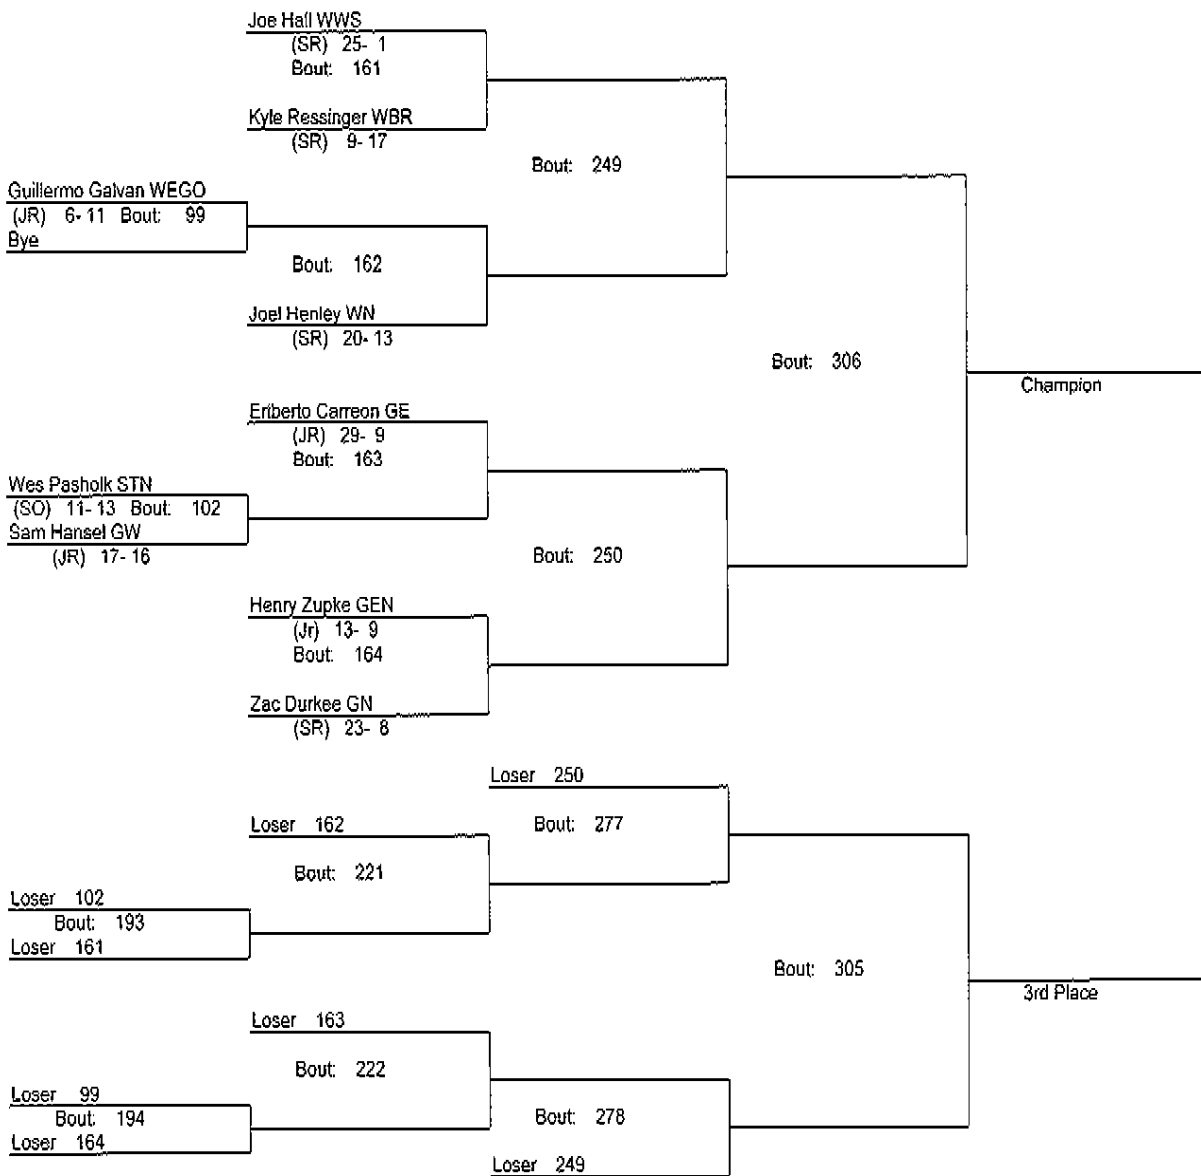 Joe Hall WWS
(SR) 25- 1
Bout: 161
Kyle Ressinger WBR
(SR) 9- 17
Bout: 249
Guillermo Galvan WEGO
(JR) 6- 11 Bout: 99
Bye
Bout: 162
Joel Henley WN
(SR) 20- 13
Bout: 306
Champion
Eriberto Carreon GE
(JR) 29- 9
Bout: 163
Wes Pasholk STN
(SO) 11- 13 Bout: 102
Sam Hansel GW
(JR) 17- 16
Bout: 250
Henry Zupke GEN
(Jr) 13- 9
Bout: 164
Zac Durkee GN
(SR) 23- 8
Loser 250
Bout: 277
Loser 162
Bout: 221
Loser 102
Bout: 193
Loser 161
Bout: 305
3rd Place
Loser 163
Bout: 222
Loser 99
Bout: 194
Loser 164
Bout: 278
Loser 249